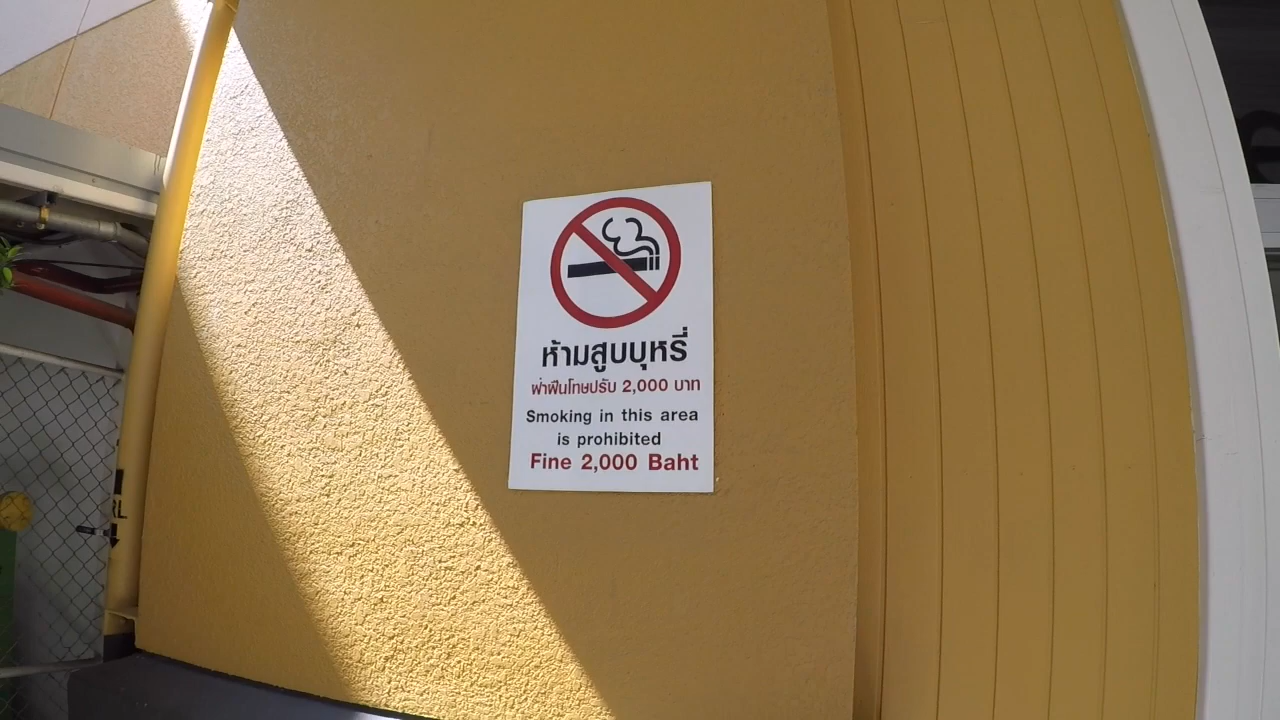 ห้ามสูบบุหรี่
ฝ่าฝืนโทษปรับ 2,000 บาท
Smoking in this area
is prohibited
Fine 2,000 Baht